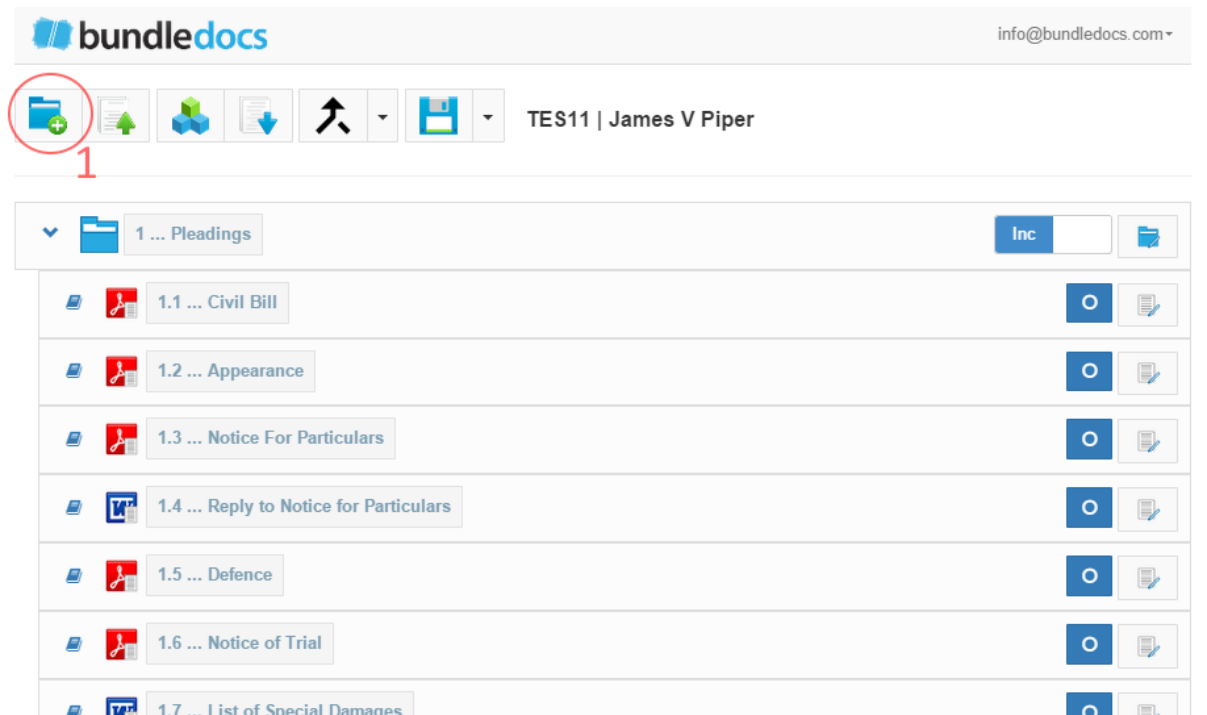 bundledocs
info@bundledocs.com
TES11 | James V Piper
1
1 ... Pleadings
Inc
1.1 ... Civil Bill
O
1.2 ... Appearance
O
1.3 ... Notice For Particulars
O
1.4 ... Reply to Notice for Particulars
O
1.5 ... Defence
O
1.6 ... Notice of Trial
O
1.7 ... List of Special Damages
O